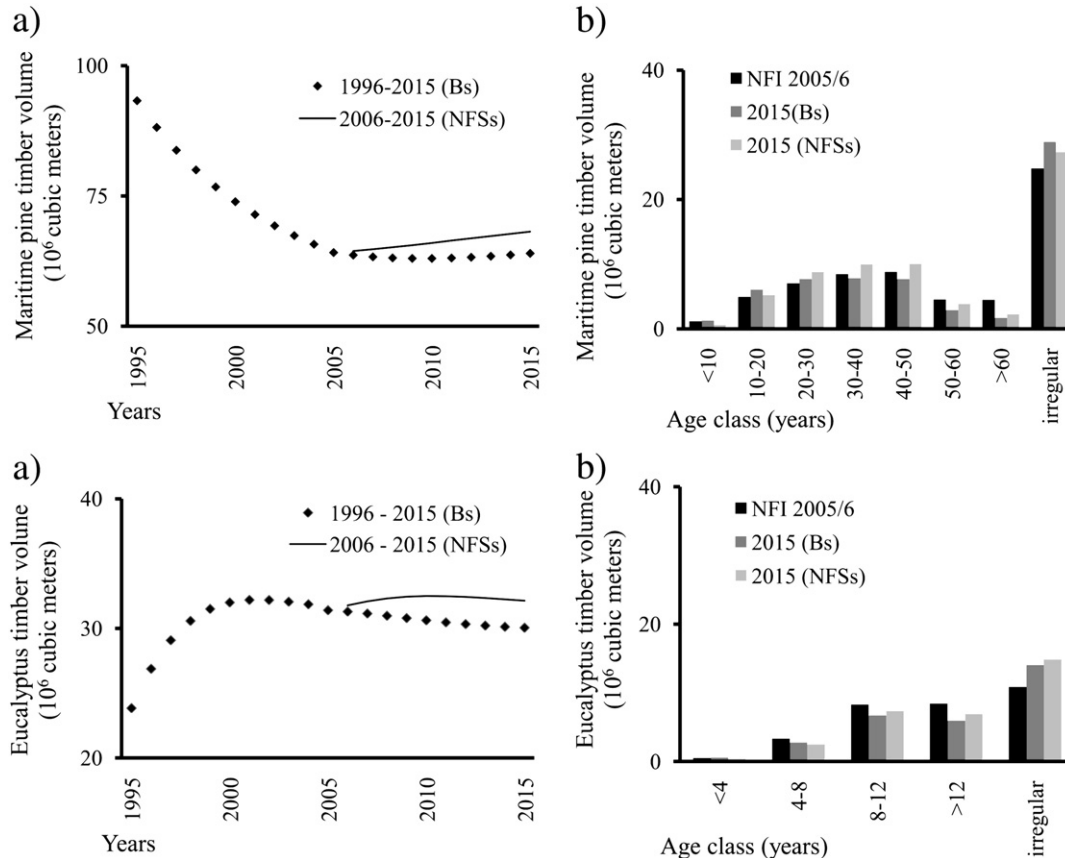 a)
Maritime pine timber volume
(10⁶ cubic meters)
100
75
50
1996-2015 (Bs)
2006-2015 (NFSs)
1995
2000
2005
2010
2015
Years
b)
Maritime pine timber volume
(10⁶ cubic meters)
40
20
0
NFI 2005/6
2015(Bs)
2015 (NFSs)
<10
10-20
20-30
30-40
40-50
50-60
>60
irregular
Age class (years)
a)
Eucalyptus timber volume
(10⁶ cubic meters)
40
30
20
1996 - 2015 (Bs)
2006 - 2015 (NFSs)
1995
2000
2005
2010
2015
Years
b)
Eucalyptus timber volume
(10⁶ cubic meters)
40
20
0
NFI 2005/6
2015 (Bs)
2015 (NFSs)
<4
4-8
8-12
>12
irregular
Age class (years)